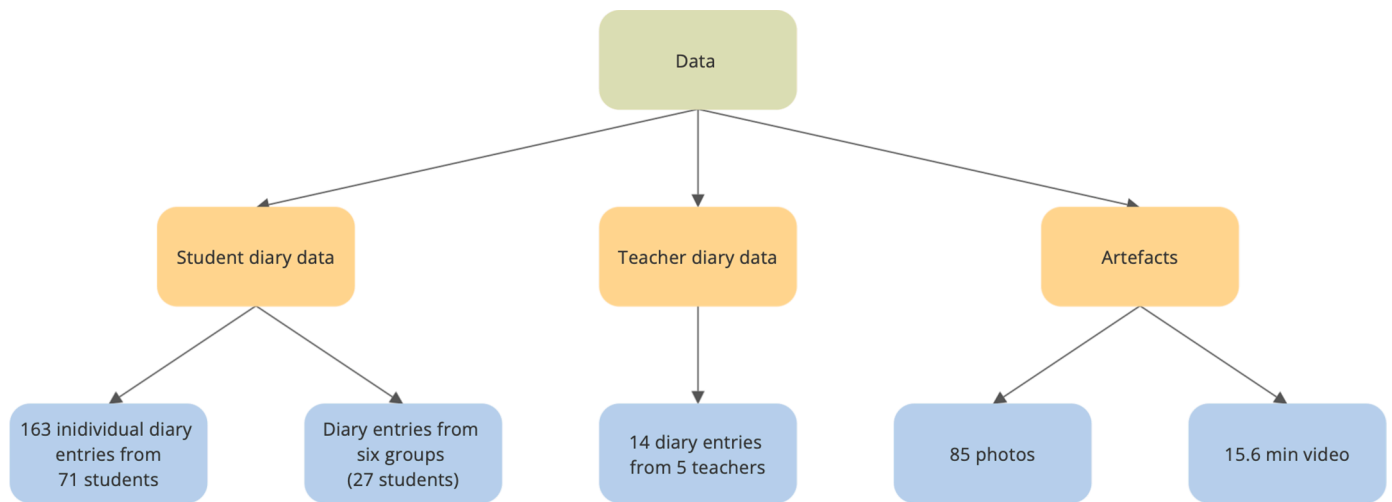 Data
Student diary data
Teacher diary data
Artefacts
163 inidividual diary
entries from
71 students
Diary entries from
six groups
(27 students)
14 diary entries
from 5 teachers
85 photos
15.6 min video